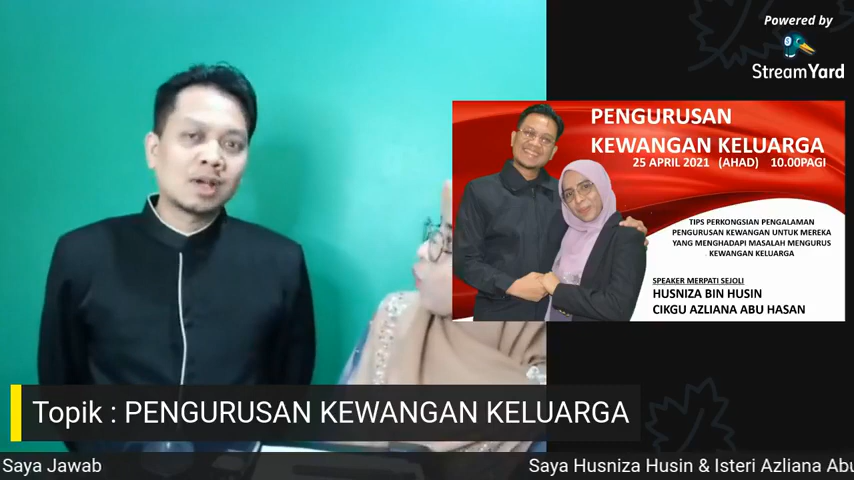 Powered by
StreamYard
PENGURUSAN
KEWANGAN KELUARGA
25 APRIL 2021 (AHAD) 10.00PAGI
TIPS PERKONGSIAN PENGALAMAN
PENGURUSAN KEWANGAN UNTUK MEREKA
YANG MENGHADAPI MASALAH MENGURUS
KEWANGAN KELUARGA
SPEAKER MERPATI SEJOLI
HUSNIZA BIN HUSIN
CIKGU AZLIANA ABU HASAN
Topik : PENGURUSAN KEWANGAN KELUARGA
Saya Jawab
Saya Husniza Husin & Isteri Azliana Abu